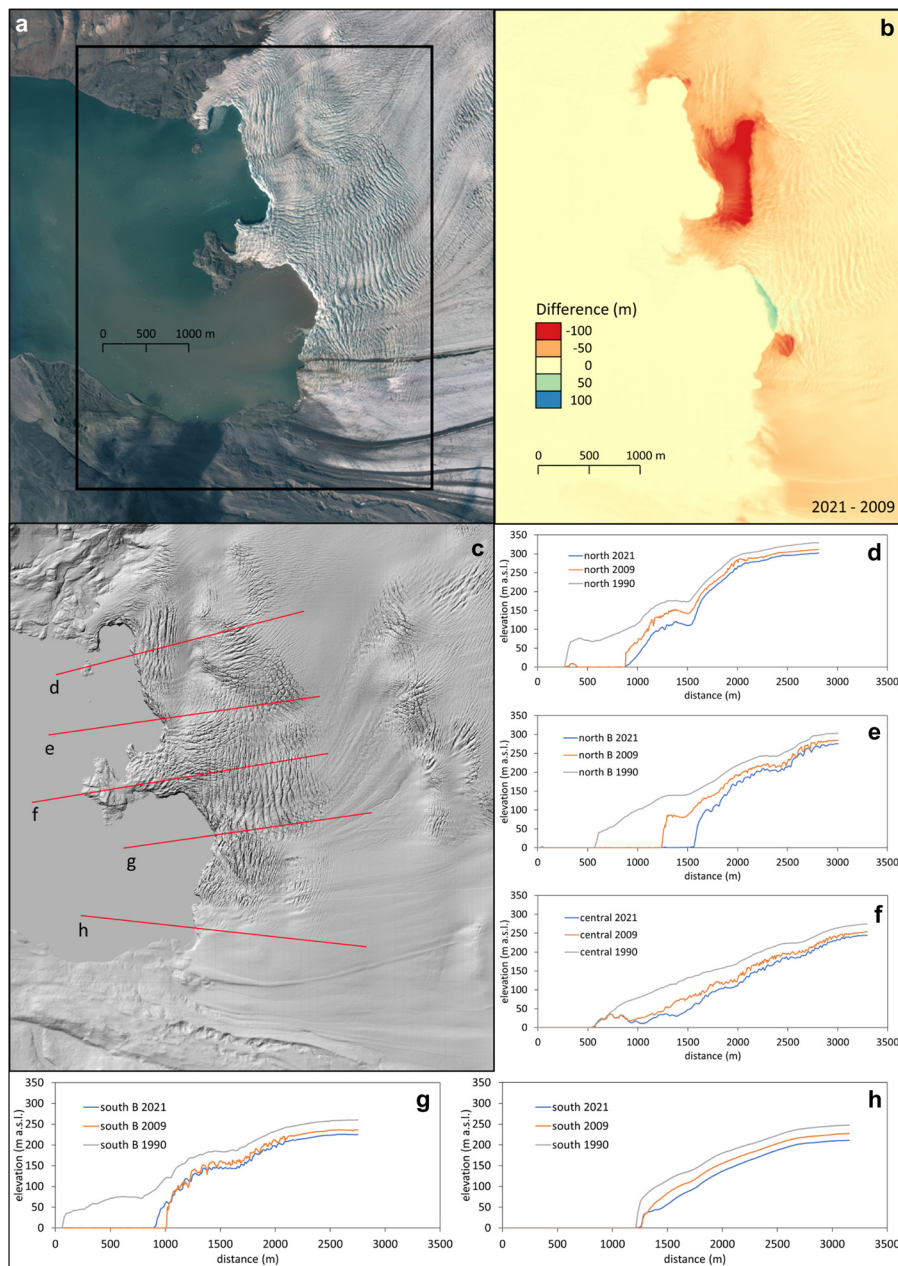 a
0 500 1000 m
b
Difference (m)
-100
-50
0
50
100
0 500 1000 m
2021 - 2009
c
d
e
f
g
h
d
north 2021
north 2009
north 1990
elevation (m a.s.l.)
350
300
250
200
150
100
50
0
0 500 1000 1500 2000 2500 3000 3500
distance (m)
e
north B 2021
north B 2009
north B 1990
elevation (m a.s.l.)
350
300
250
200
150
100
50
0
0 500 1000 1500 2000 2500 3000 3500
distance (m)
f
central 2021
central 2009
central 1990
elevation (m a.s.l.)
350
300
250
200
150
100
50
0
0 500 1000 1500 2000 2500 3000 3500
distance (m)
g
south B 2021
south B 2009
south B 1990
elevation (m a.s.l.)
350
300
250
200
150
100
50
0
0 500 1000 1500 2000 2500 3000 3500
distance (m)
h
south 2021
south 2009
south 1990
elevation (m a.s.l.)
350
300
250
200
150
100
50
0
0 500 1000 1500 2000 2500 3000 3500
distance (m)